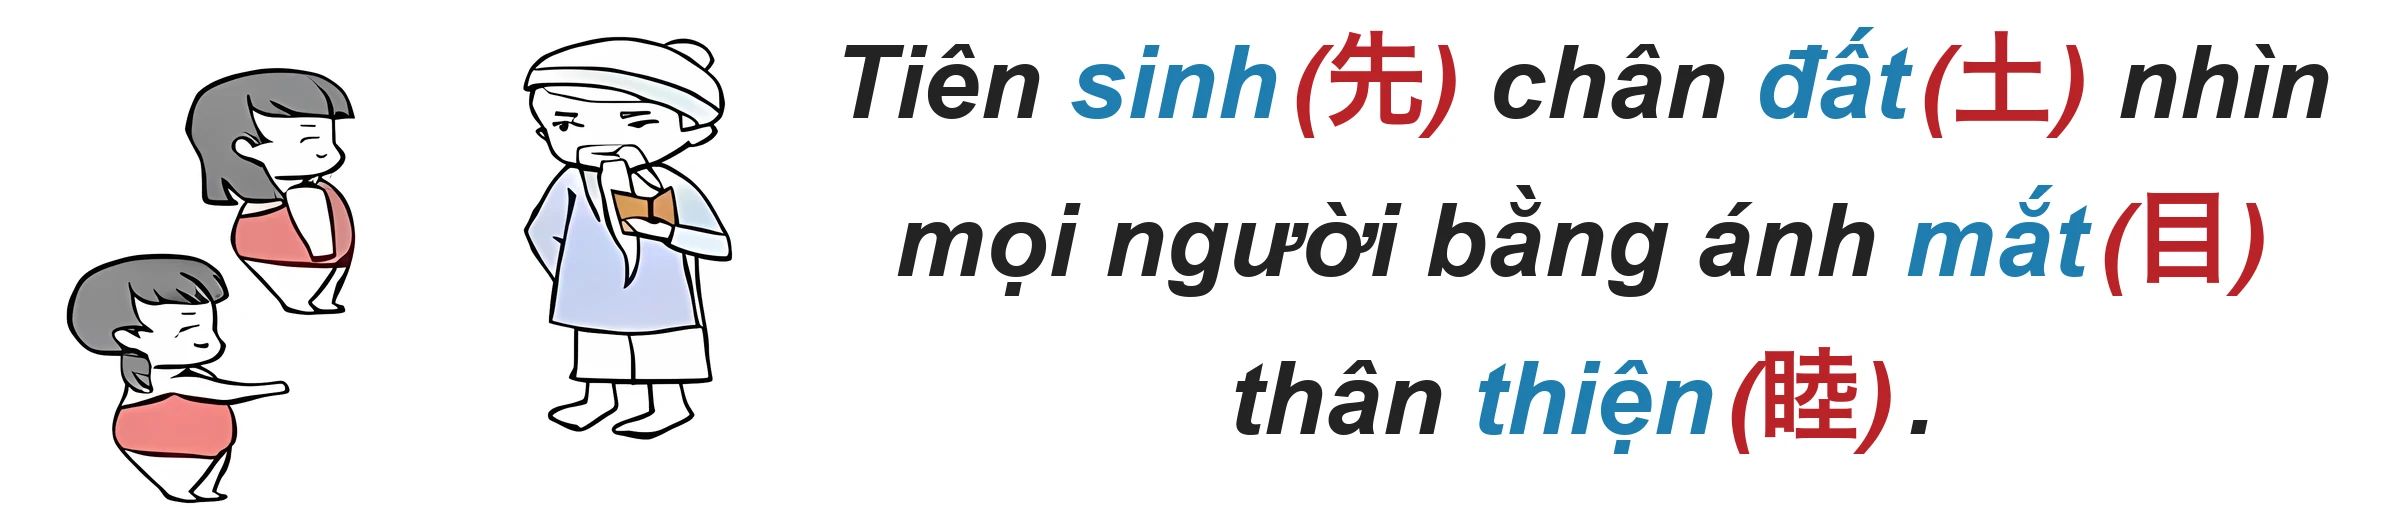 Tiên sinh(先) chân đất(土) nhìn
mọi người bằng ánh mắt(目)
thân thiện(睦).